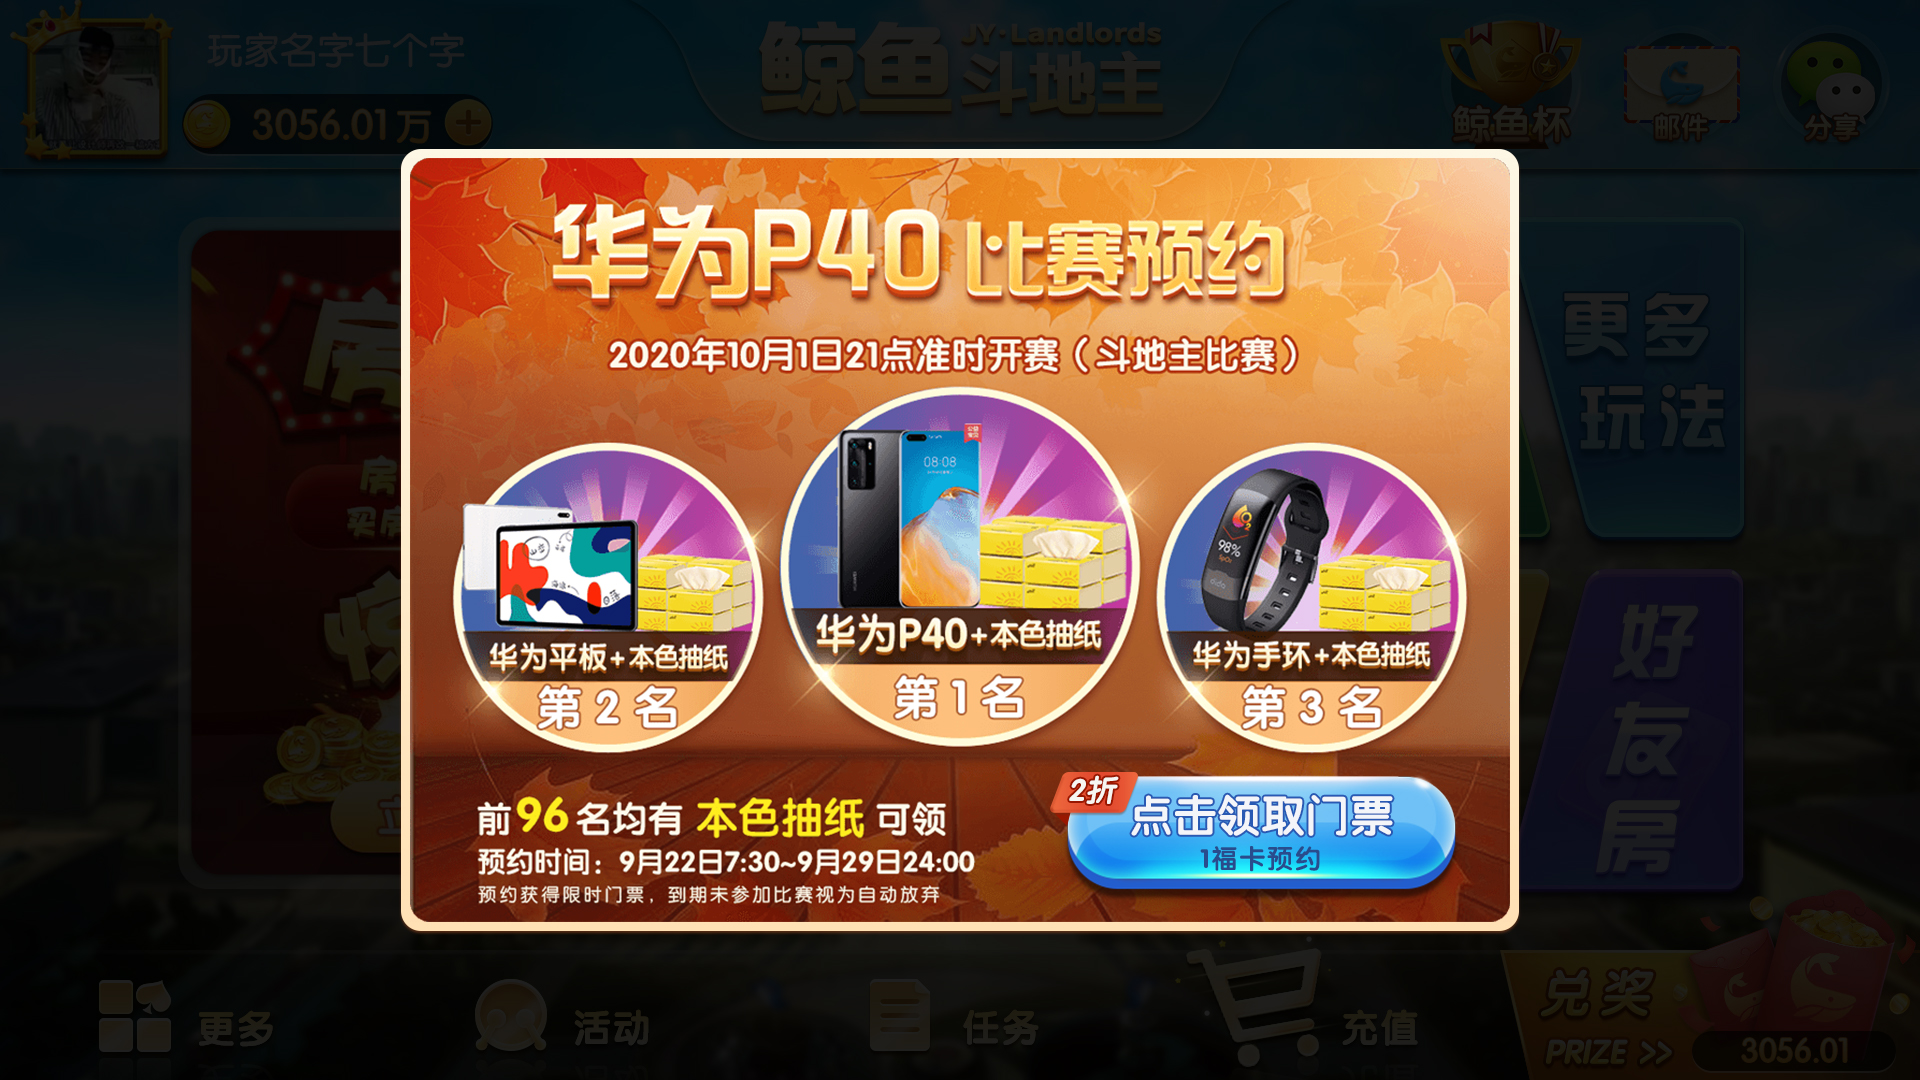 玩家名字七个字
3056.01万
鲸鱼
JY·Landlords
斗地主
鲸鱼杯
邮件
分享
华为P40 比赛预约
2020年10月1日21点准时开赛（斗地主比赛）
更多
玩法
08:08
98%
华为平板+本色抽纸
第2名
华为P40+本色抽纸
第1名
华为手环+本色抽纸
第3名
好
友
房
前96名均有 本色抽纸 可领
预约时间：9月22日7:30~9月29日24:00
预约获得限时门票，到期未参加比赛视为自动放弃
2折
点击领取门票
1福卡预约
更多
活动
任务
充值
兑奖
PRIZE >>
3056.01